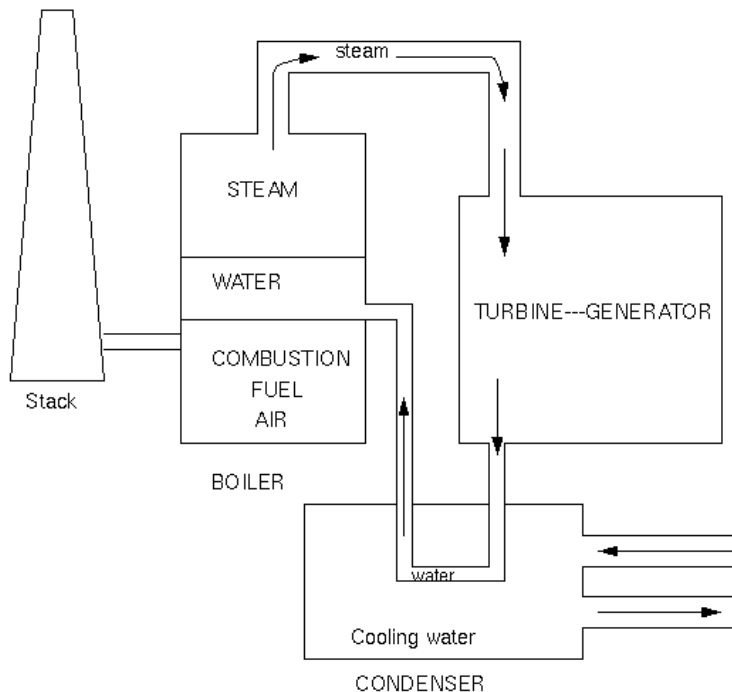 steam
STEAM
WATER
TURBINE---GENERATOR
COMBUSTION
FUEL
AIR
Stack
BOILER
water
Cooling water
CONDENSER